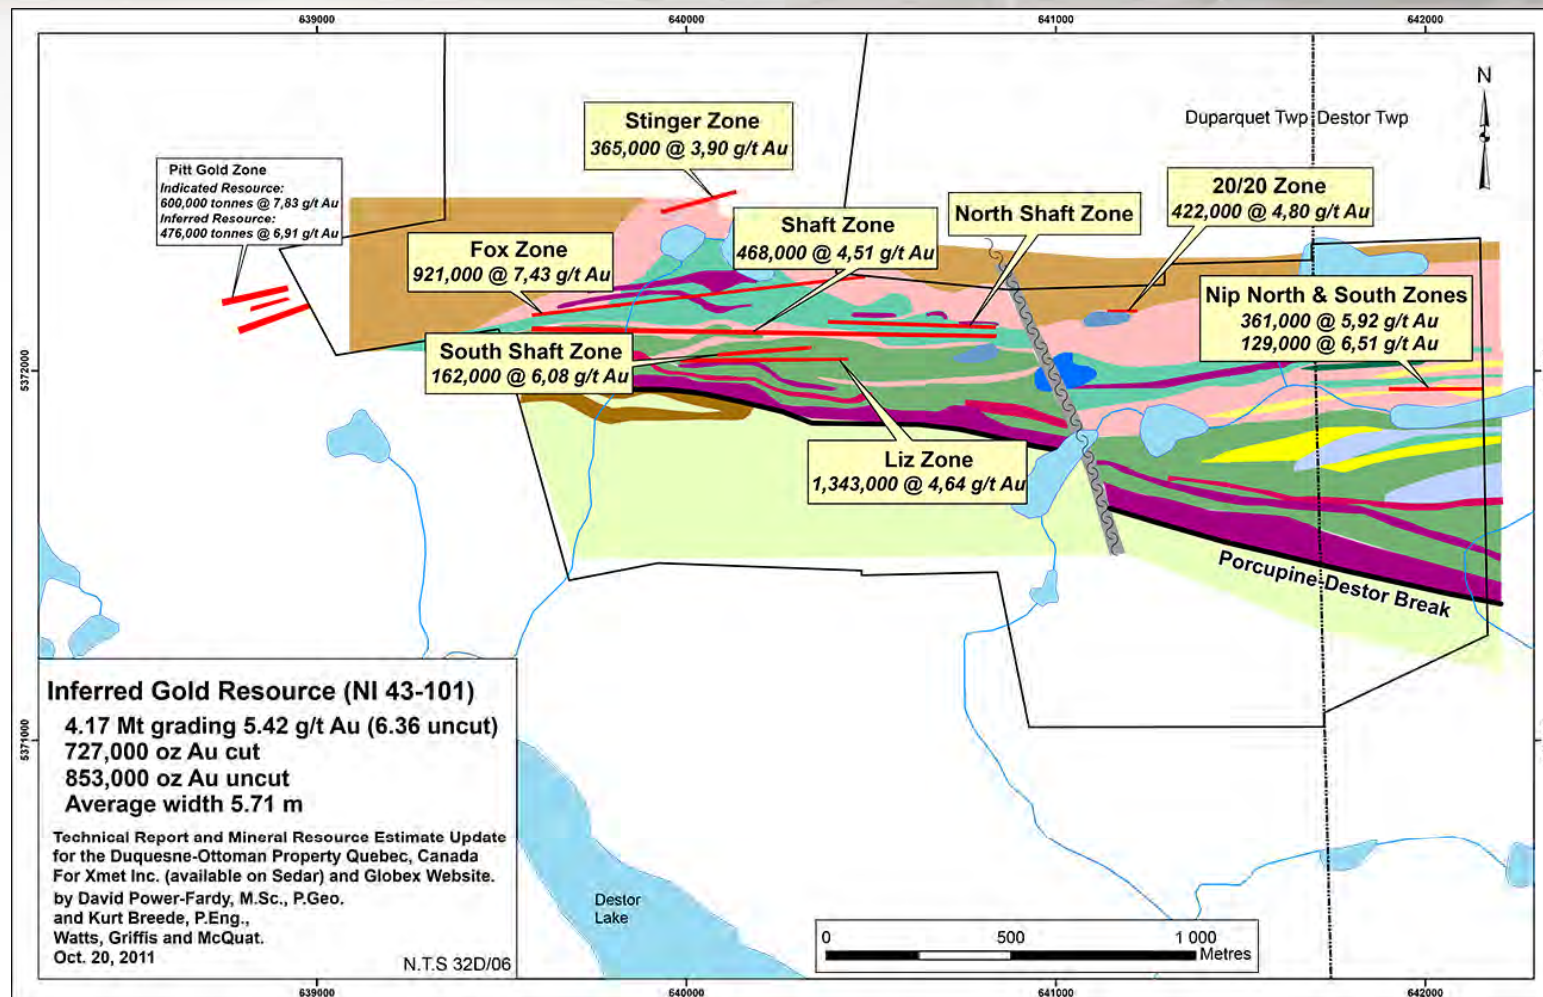 639000
640000
641000
642000
N
Duparquet Twp
Destor Twp
Stinger Zone
365,000 @ 3,90 g/t Au
Pitt Gold Zone
Indicated Resource:
600,000 tonnes @ 7,83 g/t Au
Inferred Resource:
476,000 tonnes @ 6,91 g/t Au
20/20 Zone
422,000 @ 4,80 g/t Au
North Shaft Zone
Shaft Zone
468,000 @ 4,51 g/t Au
Fox Zone
921,000 @ 7,43 g/t Au
Nip North & South Zones
361,000 @ 5,92 g/t Au
129,000 @ 6,51 g/t Au
South Shaft Zone
162,000 @ 6,08 g/t Au
5372000
5372000
Liz Zone
1,343,000 @ 4,64 g/t Au
Porcupine-Destor Break
Inferred Gold Resource (NI 43-101)
4.17 Mt grading 5.42 g/t Au (6.36 uncut)
727,000 oz Au cut
853,000 oz Au uncut
Average width 5.71 m
5371000
5371000
Technical Report and Mineral Resource Estimate Update
for the Duquesne-Ottoman Property Quebec, Canada
For Xmet Inc. (available on Sedar) and Globex Website.
by David Power-Fardy, M.Sc., P.Geo.
and Kurt Breede, P.Eng.,
Watts, Griffis and McQuat.
Oct. 20, 2011
N.T.S 32D/06
Destor
Lake
0
500
1 000
Metres
639000
640000
641000
642000